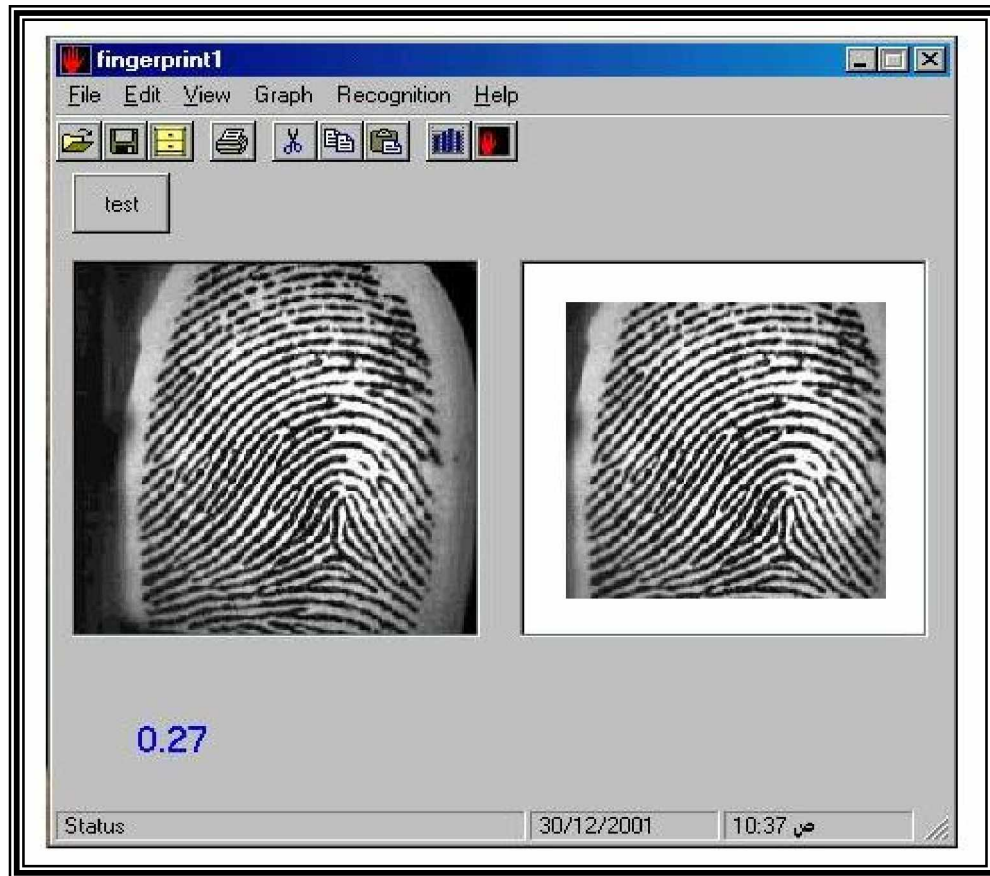 fingerprint1
File Edit View Graph Recognition Help
test
0.27
Status 30/12/2001 10:37 ص